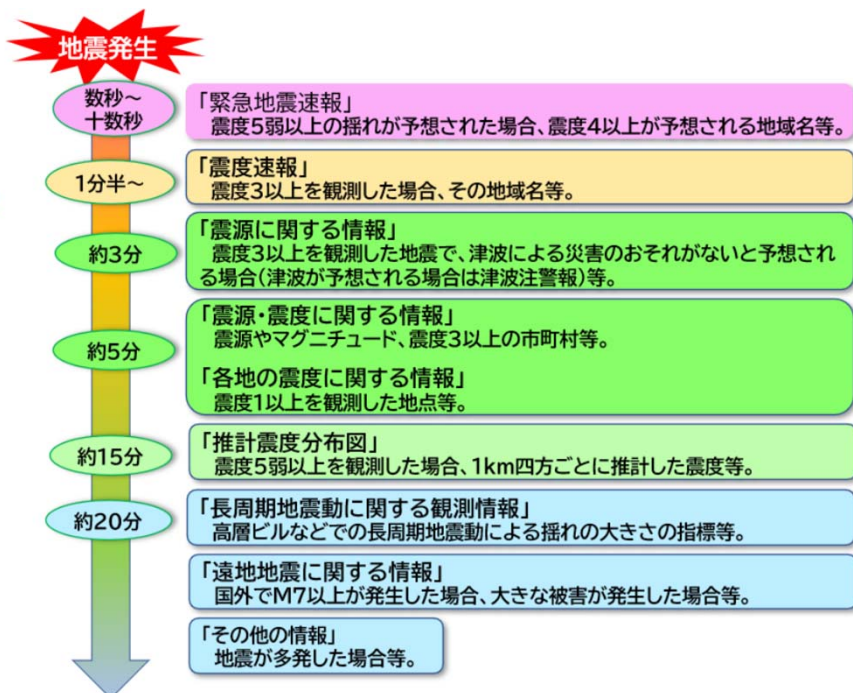 地震発生
数秒～
十数秒
「緊急地震速報」
震度5弱以上の揺れが予想された場合、震度4以上が予想される地域名等。
1分半～
「震度速報」
震度3以上を観測した場合、その地域名等。
約3分
「震源に関する情報」
震度3以上を観測した地震で、津波による災害のおそれがないと予想され
る場合(津波が予想される場合は津波注警報)等。
約5分
「震源・震度に関する情報」
震源やマグニチュード、震度3以上の市町村等。
「各地の震度に関する情報」
震度1以上を観測した地点等。
約15分
「推計震度分布図」
震度5弱以上を観測した場合、1km四方ごとに推計した震度等。
約20分
「長周期地震動に関する観測情報」
高層ビルなどでの長周期地震動による揺れの大きさの指標等。
「遠地地震に関する情報」
国外でM7以上が発生した場合、大きな被害が発生した場合等。
「その他の情報」
地震が多発した場合等。